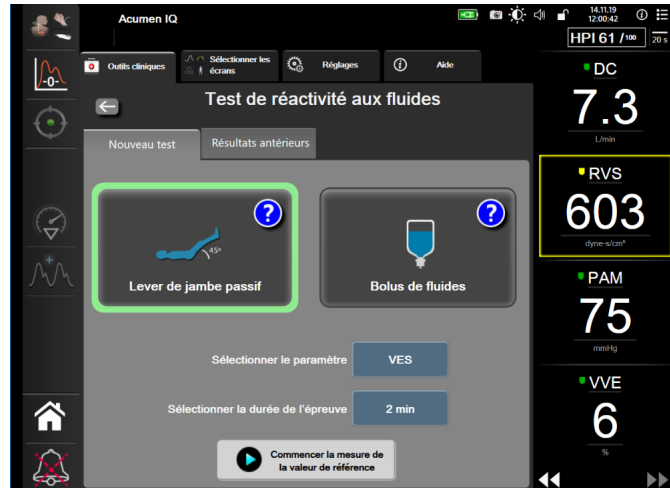 Acumen IQ
14.11.19
12:00:42
HPI 61 /100
20 s
-0-
Outils cliniques
Sélectionner les
écrans
Réglages
Aide
Test de réactivité aux fluides
Nouveau test
Résultats antérieurs
?
45º
Lever de jambe passif
?
Bolus de fluides
Sélectionner le paramètre
VES
Sélectionner la durée de l'épreuve
2 min
Commencer la mesure de
la valeur de référence
DC
7.3
L/min
RVS
603
PAM
75
mmHg
VVE
6
%